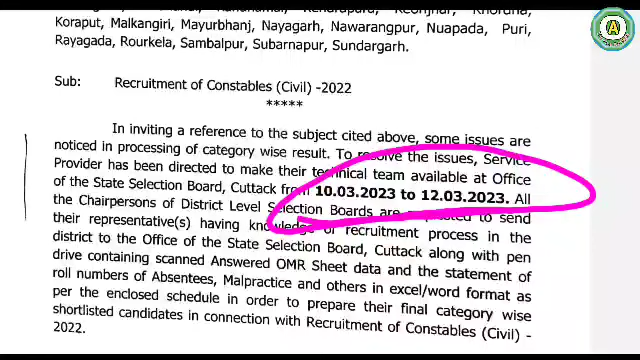 Koraput, Malkangiri, Mayurbhanj, Nayagarh, Nawarangpur, Nuapada, Puri,
Rayagada, Rourkela, Sambalpur, Subarnapur, Sundargarh.
Sub: Recruitment of Constables (Civil) -2022
*****
In inviting a reference to the subject cited above, some issues are
noticed in processing of category wise result. To resolve the issues, Service
Provider has been directed to make their technical team available at Office
of the State Selection Board, Cuttack from 10.03.2023 to 12.03.2023. All
the Chairpersons of District Level Selection Boards are requested to send
their representative(s) having knowledge of recruitment process in the
district to the Office of the State Selection Board, Cuttack along with pen
drive containing scanned Answered OMR Sheet data and the statement of
roll numbers of Absentees, Malpractice and others in excel/word format as
per the enclosed schedule in order to prepare their final category wise
shortlisted candidates in connection with Recruitment of Constables (Civil) -
2022.
A